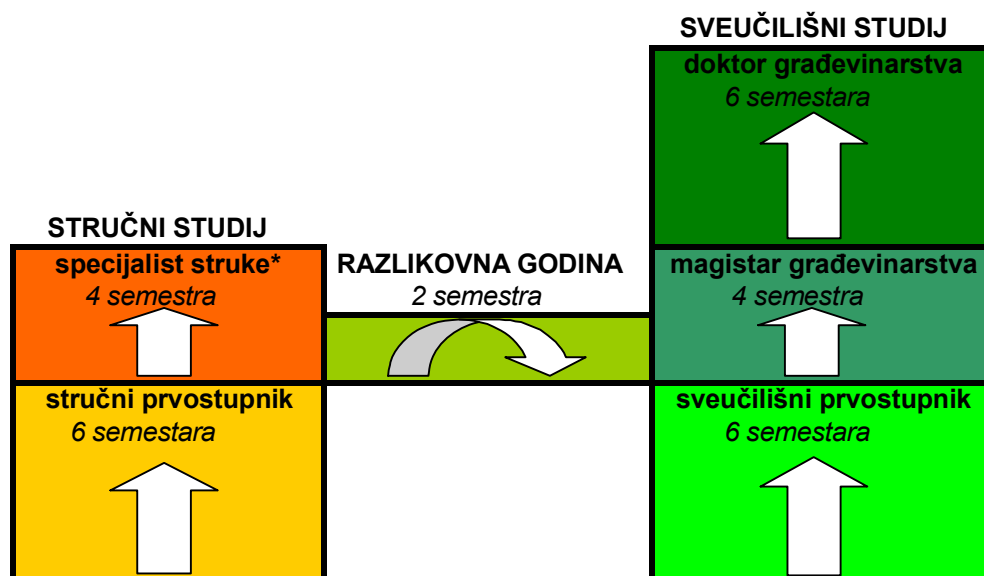 SVEUČILIŠNI STUDIJ
doktor građevinarstva
6 semestara
STRUČNI STUDIJ
specijalist struke*
4 semestra
RAZLIKOVNA GODINA
2 semestra
magistar građevinarstva
4 semestra
stručni prvostupnik
6 semestara
sveučilišni prvostupnik
6 semestara